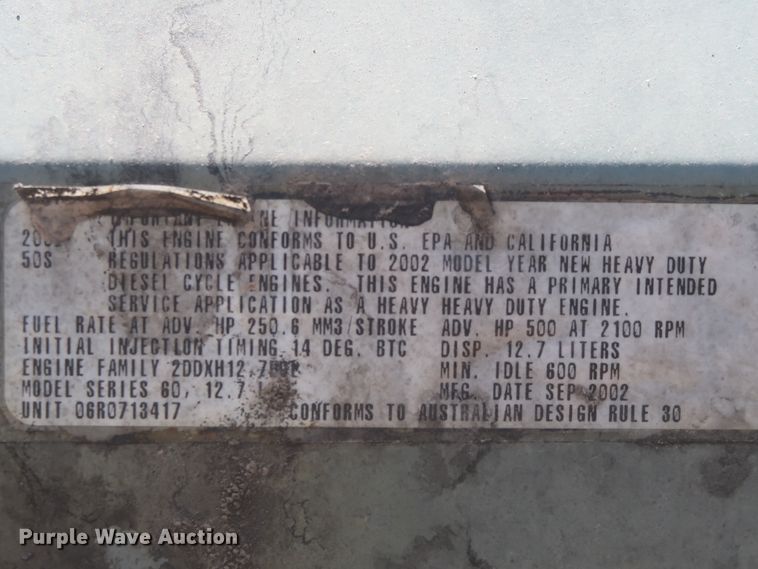 IMPORTANT ENGINE INFORMATION
THIS ENGINE CONFORMS TO U.S. EPA AND CALIFORNIA
50S REGULATIONS APPLICABLE TO 2002 MODEL YEAR NEW HEAVY DUTY
DIESEL CYCLE ENGINES. THIS ENGINE HAS A PRIMARY INTENDED
SERVICE APPLICATION AS A HEAVY HEAVY DUTY ENGINE.
FUEL RATE AT ADV. HP 250.6 MM3/STROKE ADV. HP 500 AT 2100 RPM
INITIAL INJECTION TIMING 14 DEG. BTC DISP. 12.7 LITERS
ENGINE FAMILY MIN. IDLE 600 RPM
MODEL SERIES 60, 12.7 L MFG. DATE SEP 2002
UNIT 06R0713417 CONFORMS TO AUSTRALIAN DESIGN RULE 30
Purple Wave Auction